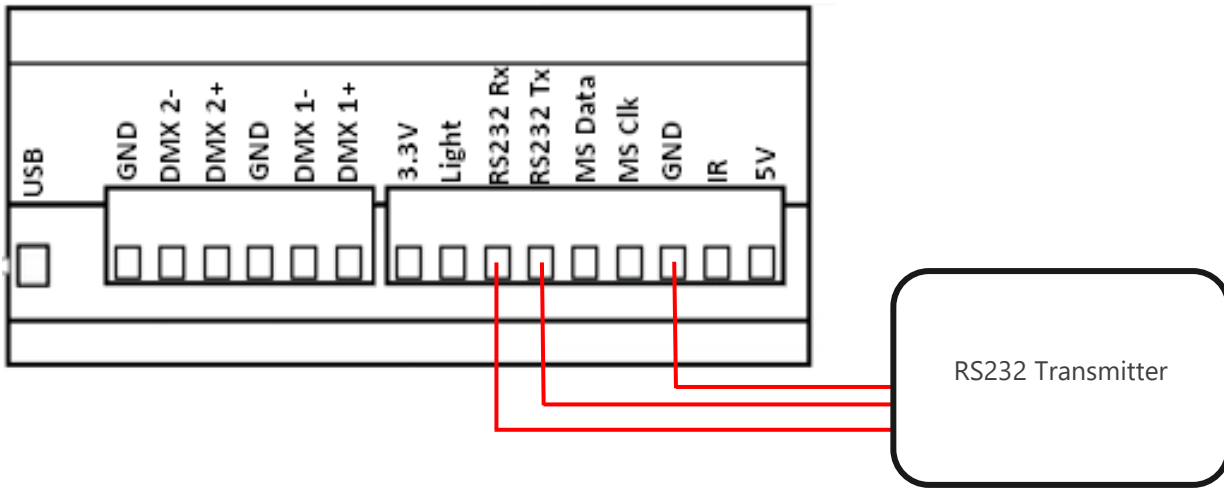 USB
GND
DMX 2-
DMX 2+
GND
DMX 1-
DMX 1+
3.3V
Light
RS232 Rx
RS232 Tx
MS Data
MS Clk
GND
IR
5V
RS232 Transmitter